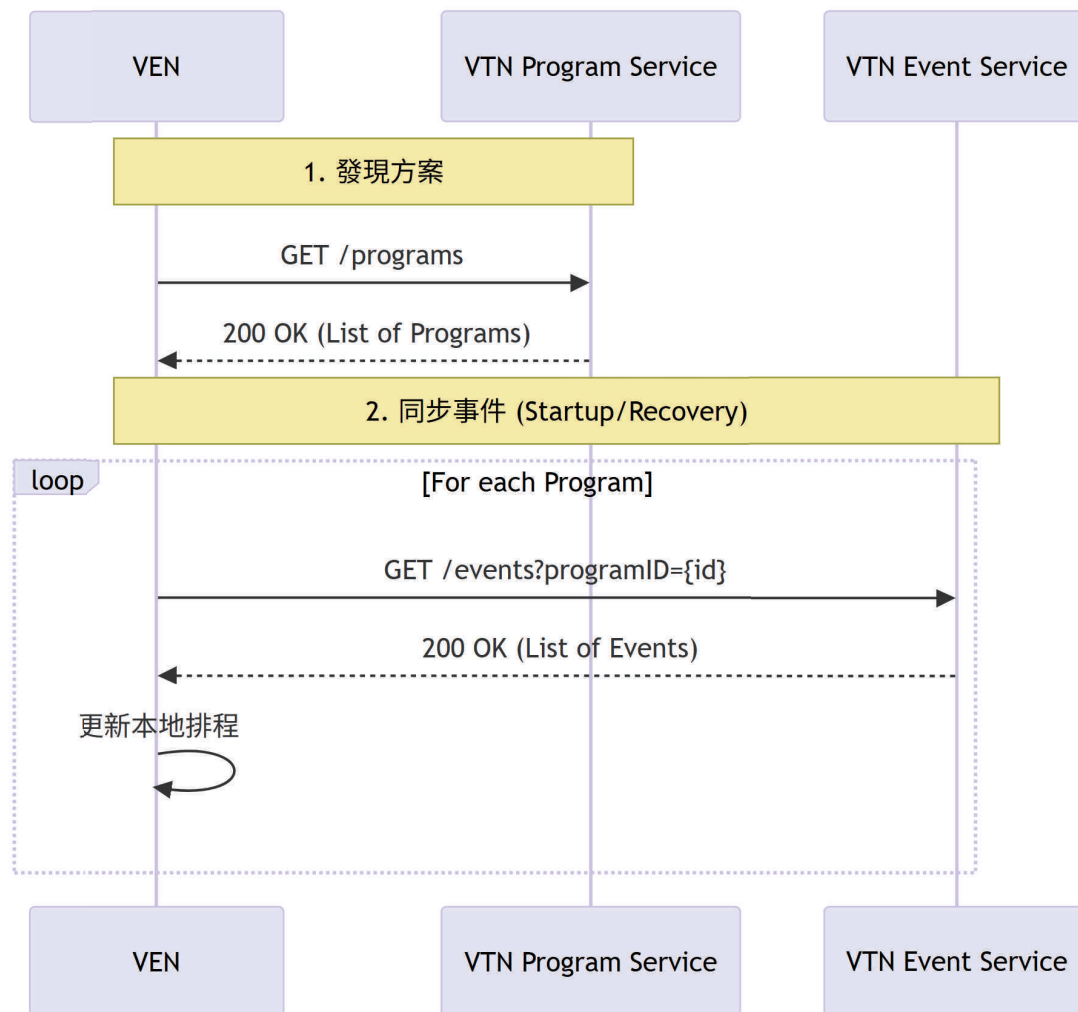 VEN
VTN Program Service
VTN Event Service
1. 發現方案
GET /programs
200 OK (List of Programs)
2. 同步事件 (Startup/Recovery)
loop
[For each Program]
GET /events?programID={id}
200 OK (List of Events)
更新本地排程
VEN
VTN Program Service
VTN Event Service